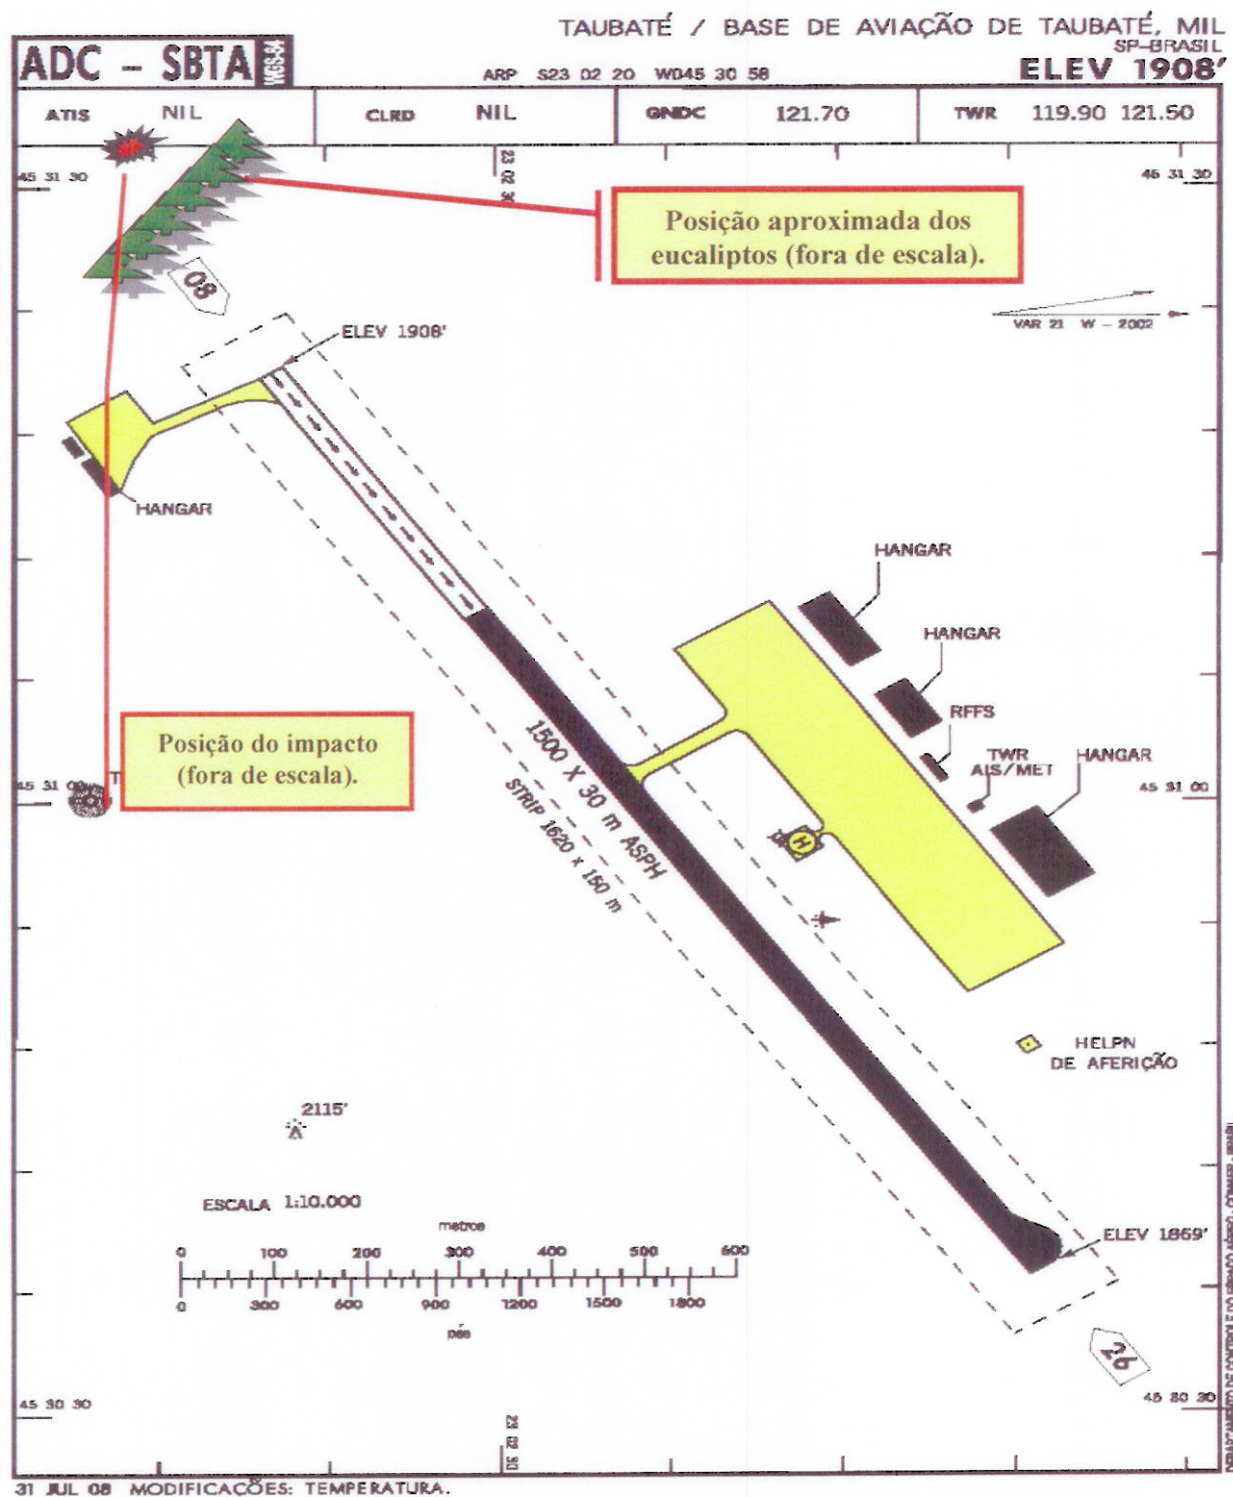 TAUBATÉ / BASE DE AVIAÇÃO DE TAUBATÉ, MIL
SP-BRASIL
ADC - SBTA
WGS-84
ARP S23 02 20 W045 30 58
ELEV 1908'
ATIS NIL
CLRD NIL
GNDC 121.70
TWR 119.90 121.50
45 31 30
23 02 30
45 31 30
Posição aproximada dos
eucaliptos (fora de escala).
08
VAR 21 W - 2002
ELEV 1908'
HANGAR
HANGAR
HANGAR
RFFS
TWR
AIS/MET
HANGAR
1500 X 30 m ASPH
STRIP 1620 x 150 m
Posição do impacto
(fora de escala).
45 31 00
T
45 31 00
H
HELPN
DE AFERIÇÃO
2115'
ESCALA 1:10.000
metros
0 100 200 300 400 500 600
0 300 600 900 1200 1500 1800
pés
ELEV 1869'
26
45 30 30
45 30 30
31 JUL 08 MODIFICAÇÕES: TEMPERATURA.